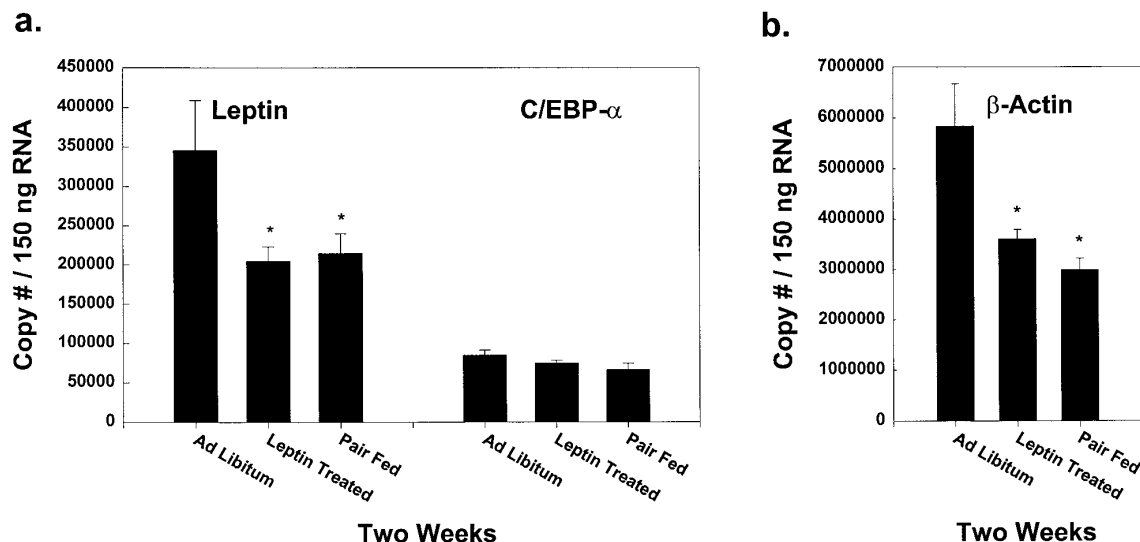 a.
Copy # / 150 ng RNA
450000
400000
350000
300000
250000
200000
150000
100000
50000
0
Leptin
C/EBP-α
*
*
Ad Libitum
Leptin Treated
Pair Fed
Ad Libitum
Leptin Treated
Pair Fed
Two Weeks
b.
Copy # / 150 ng RNA
7000000
6000000
5000000
4000000
3000000
2000000
1000000
0
β-Actin
*
*
Ad Libitum
Leptin Treated
Pair Fed
Two Weeks